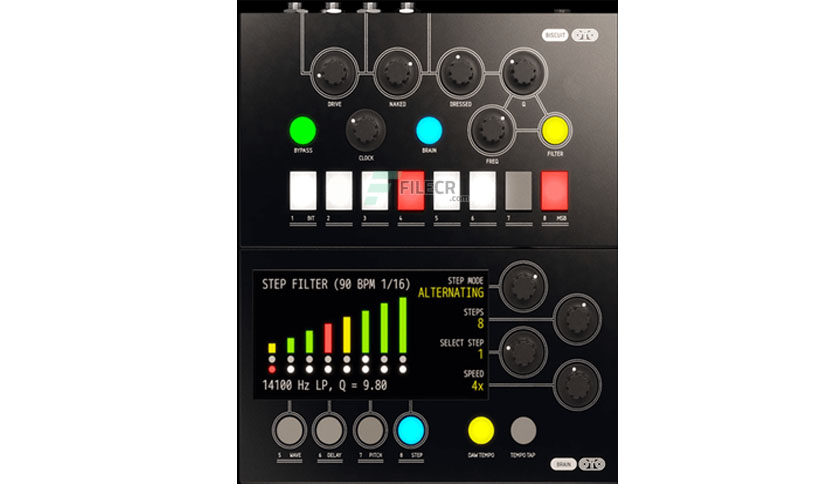 BISCUIT OTO
DRIVE NAKED DRESSED Q
BYPASS CLOCK BRAIN FREQ FILTER
FILECR
.com
1 BIT 2 3 4 5 6 7 8 MSB
STEP FILTER (90 BPM 1/16)
STEP MODE
ALTERNATING
STEPS
8
SELECT STEP
1
SPEED
4x
14100 Hz LP, Q = 9.80
5 WAVE 6 DELAY 7 PITCH 8 STEP DAW TEMPO TEMPO TAP
BRAIN OTO